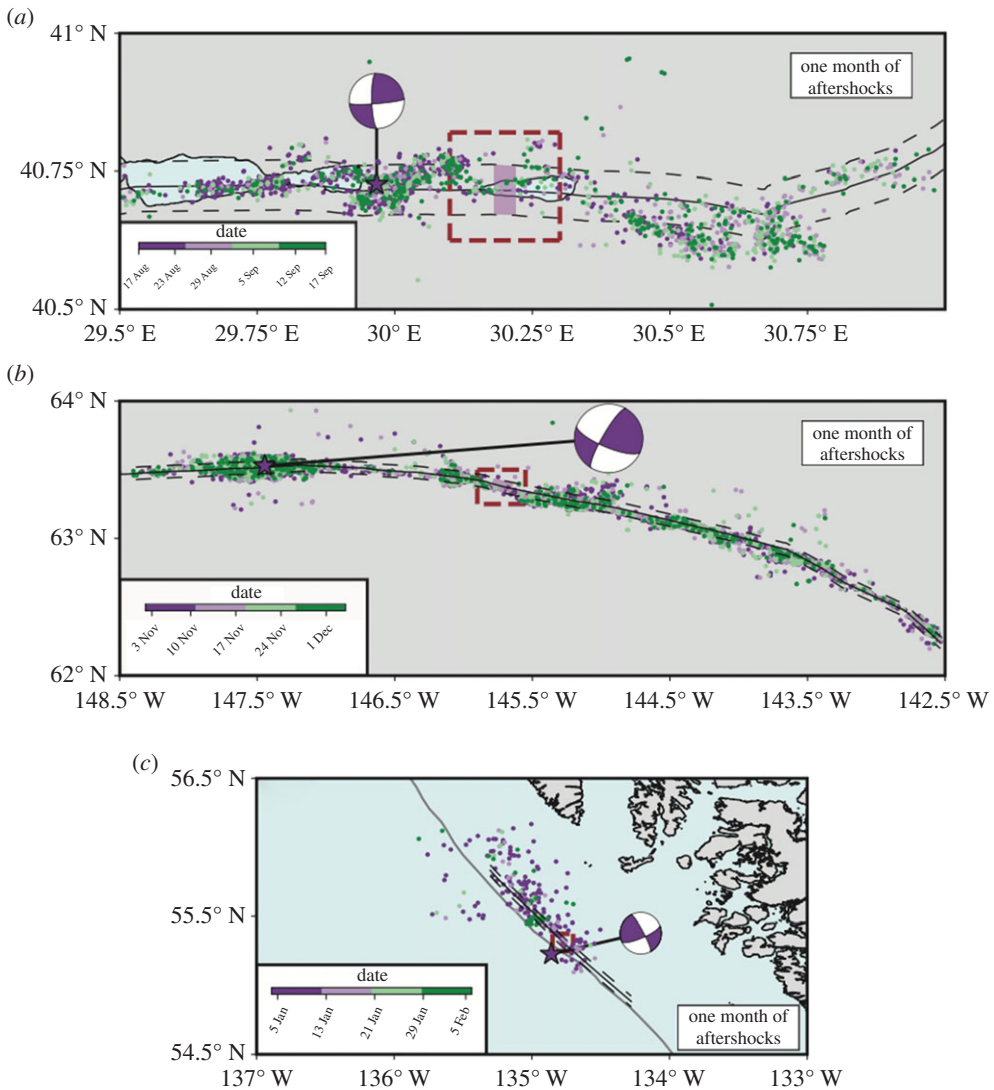 (a)
41° N
one month of
aftershocks
40.75° N
date
17 Aug
23 Aug
29 Aug
5 Sep
12 Sep
17 Sep
40.5° N
29.5° E
29.75° E
30° E
30.25° E
30.5° E
30.75° E
(b)
64° N
one month of
aftershocks
63° N
date
3 Nov
10 Nov
17 Nov
24 Nov
1 Dec
62° N
148.5° W
147.5° W
146.5° W
145.5° W
144.5° W
143.5° W
142.5° W
(c)
56.5° N
55.5° N
date
5 Jan
13 Jan
21 Jan
29 Jan
5 Feb
one month of
aftershocks
54.5° N
137° W
136° W
135° W
134° W
133° W